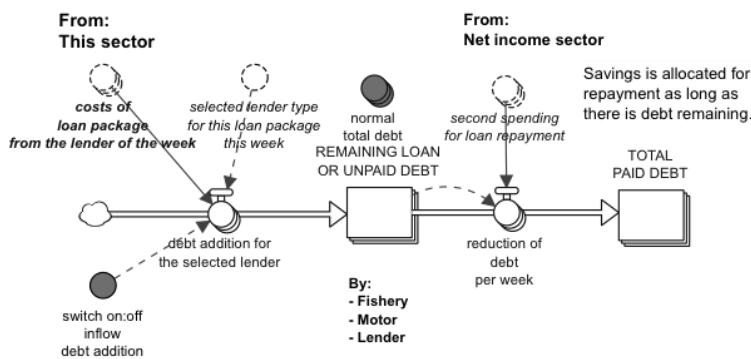 From:
This sector
From:
Net income sector
Savings is allocated for
repayment as long as
there is debt remaining.
costs of
loan package
from the lender of the week
selected lender type
for this loan package
this week
normal
total debt
second spending
for loan repayment
REMAINING LOAN
OR UNPAID DEBT
TOTAL
PAID DEBT
debt addition for
the selected lender
reduction of
debt
per week
switch on:off
inflow
debt addition
By:
- Fishery
- Motor
- Lender